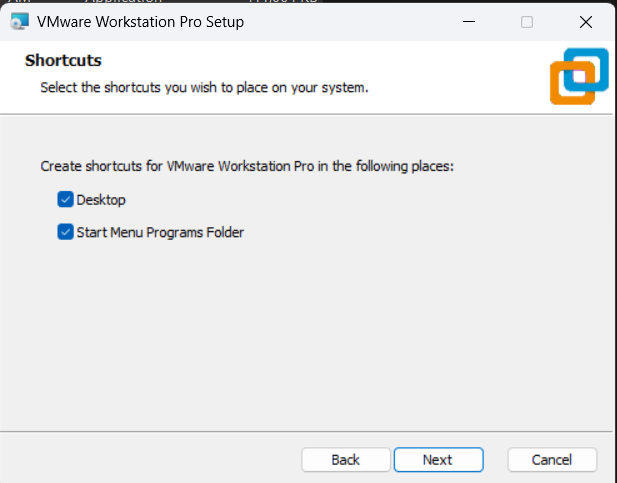 VMware Workstation Pro Setup
Shortcuts
Select the shortcuts you wish to place on your system.
Create shortcuts for VMware Workstation Pro in the following places:
Desktop
Start Menu Programs Folder
Back
Next
Cancel